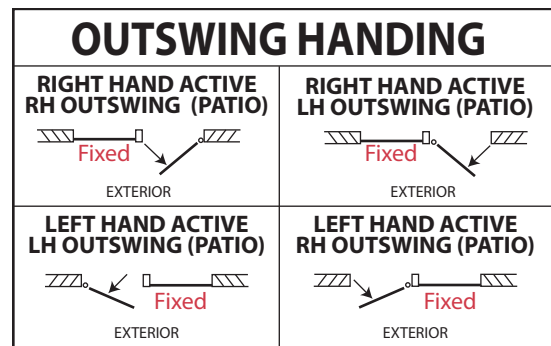 OUTSWING HANDING
RIGHT HAND ACTIVE
RH OUTSWING (PATIO)
Fixed
EXTERIOR
RIGHT HAND ACTIVE
LH OUTSWING (PATIO)
Fixed
EXTERIOR
LEFT HAND ACTIVE
LH OUTSWING (PATIO)
Fixed
EXTERIOR
LEFT HAND ACTIVE
RH OUTSWING (PATIO)
Fixed
EXTERIOR